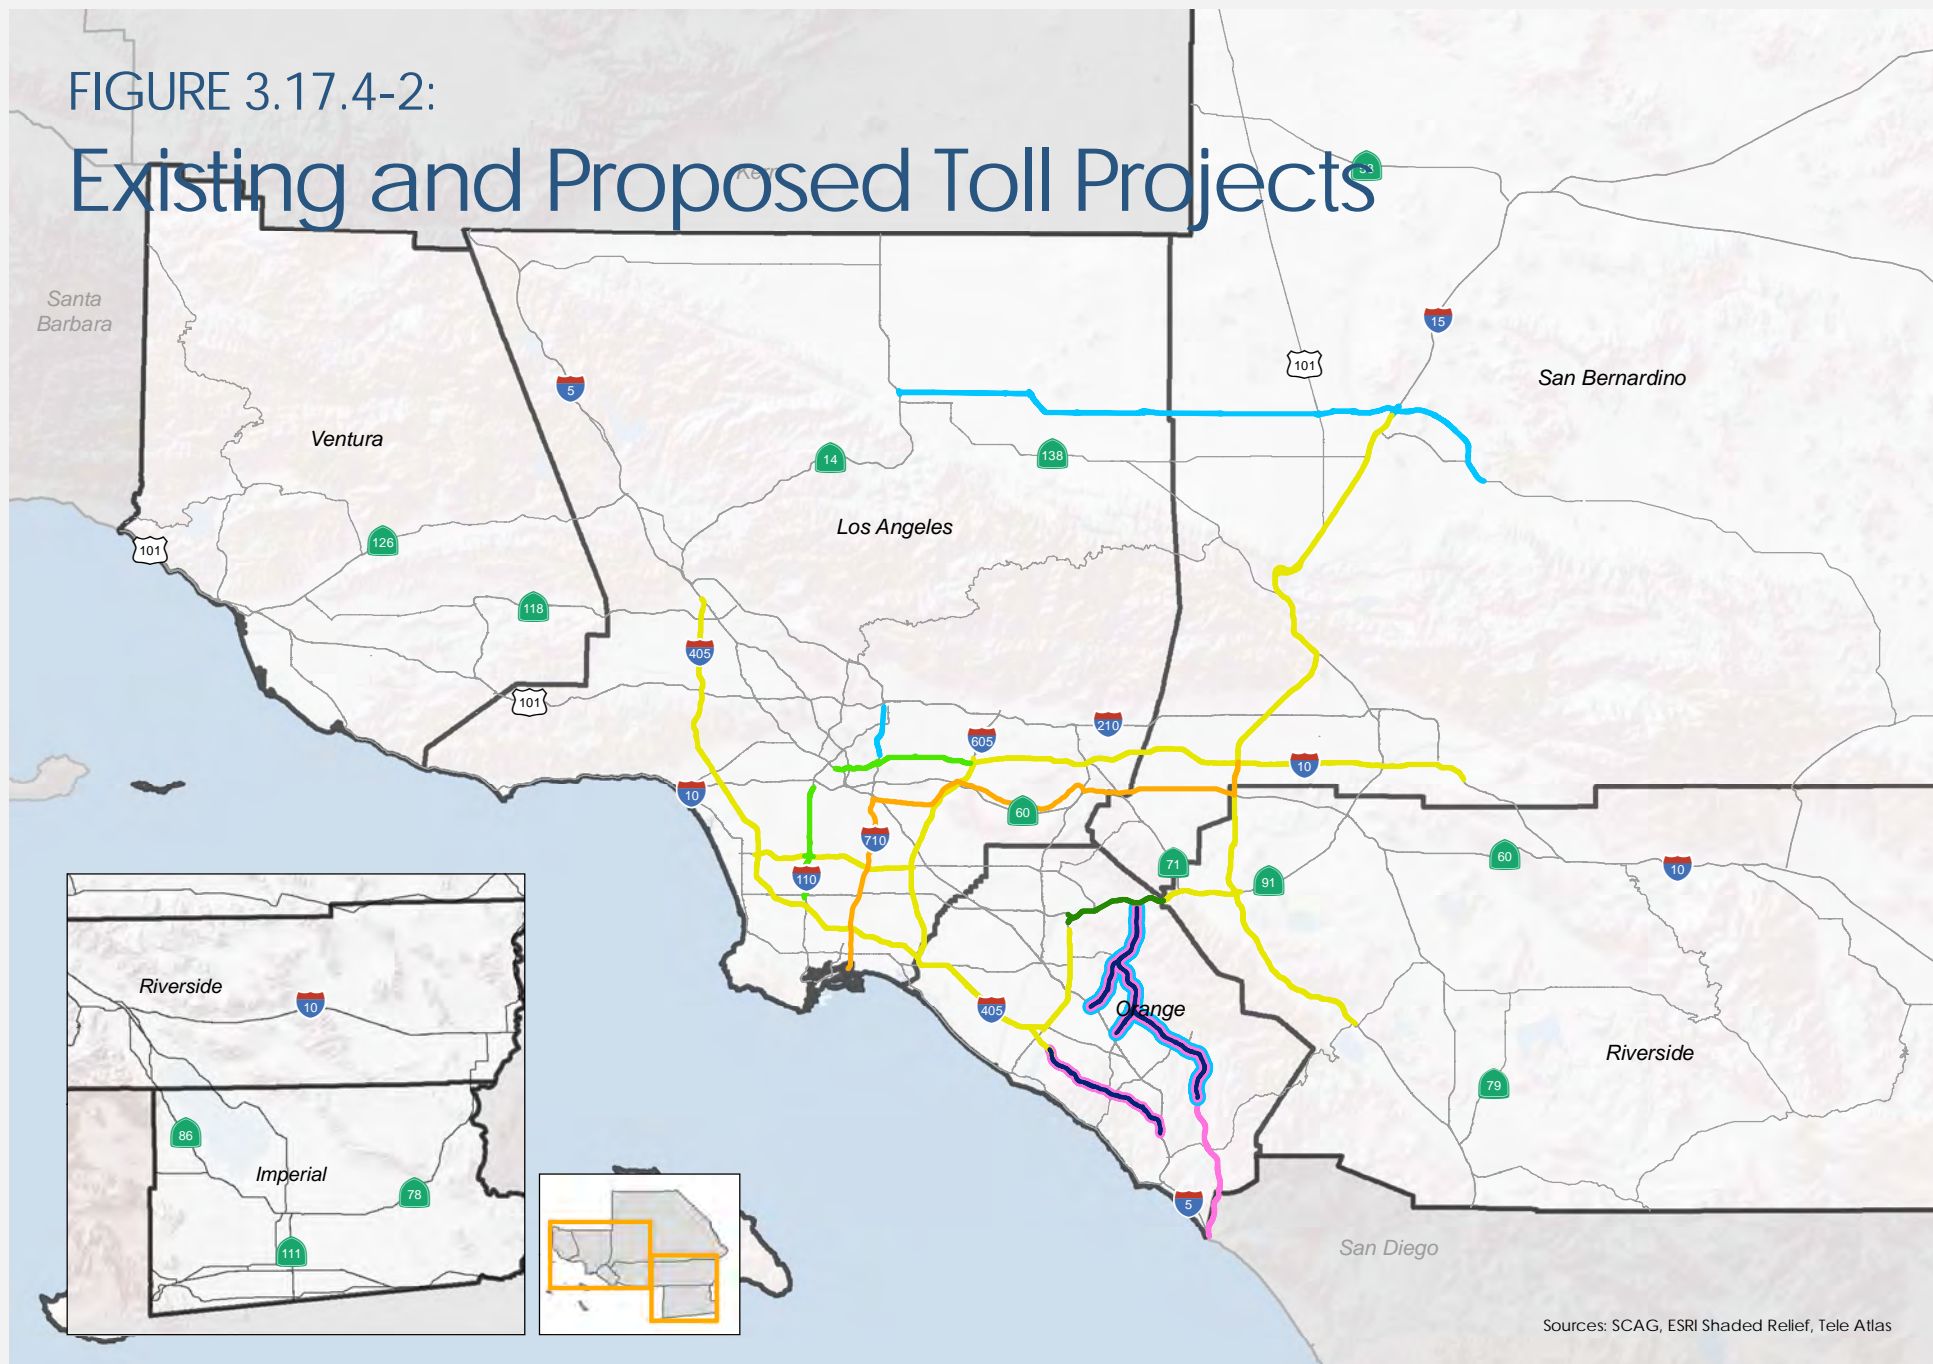 FIGURE 3.17.4-2:
Existing and Proposed Toll Projects
Kern
Santa
Barbara
15
101
San Bernardino
5
Ventura
14
138
Los Angeles
101
126
118
405
101
210
605
10
10
60
710
71
60
10
110
91
Riverside
10
405
Orange
Riverside
79
86
Imperial
78
5
111
San Diego
Sources: SCAG, ESRI Shaded Relief, Tele Atlas